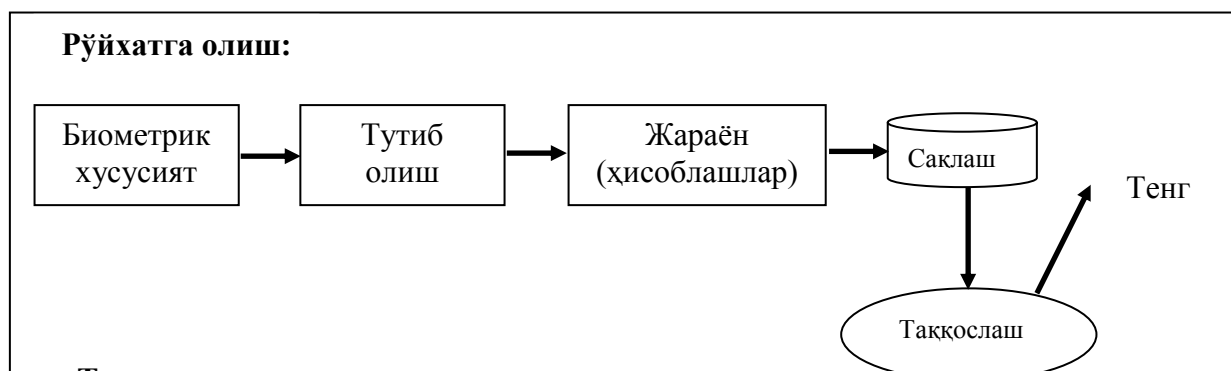 Рўйхатга олиш:
Биометрик
хусусият
Тутиб
олиш
Жараён
(ҳисоблашлар)
Сақлаш
Тенг
Таққослаш